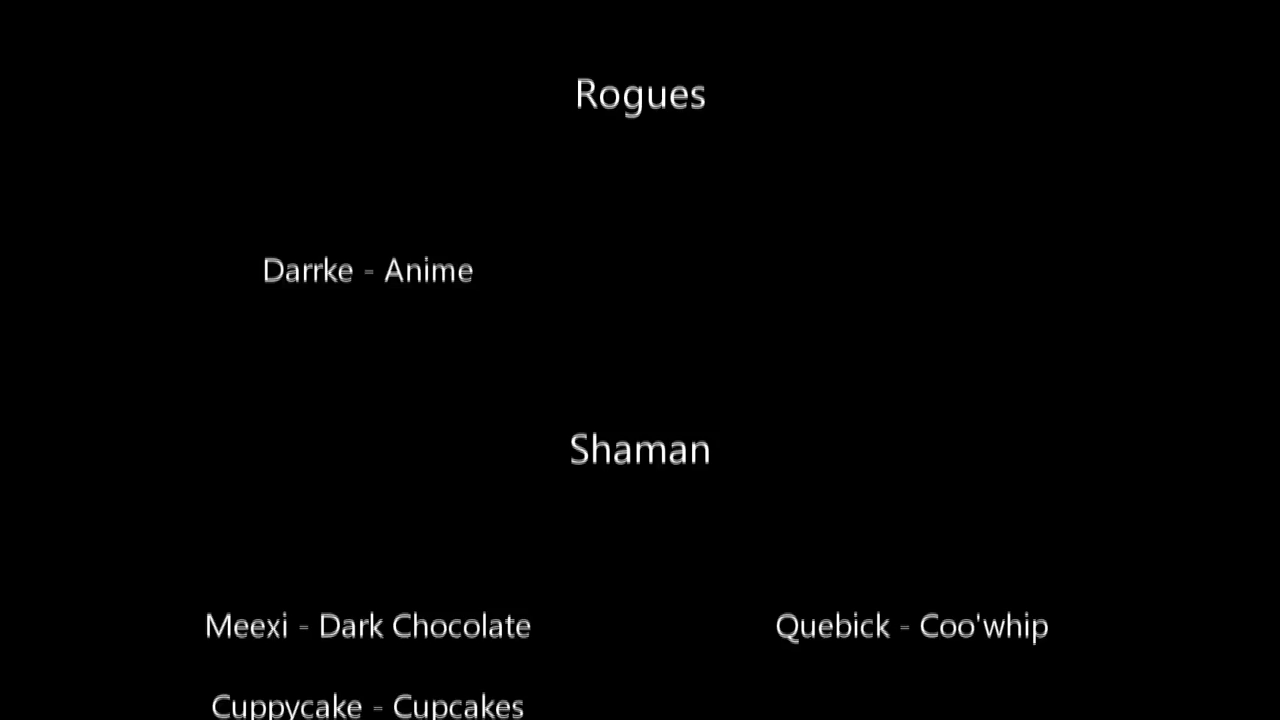 Rogues
Darrke - Anime
Shaman
Meexi - Dark Chocolate
Quebick - Coo'whip
Cuppycake - Cupcakes